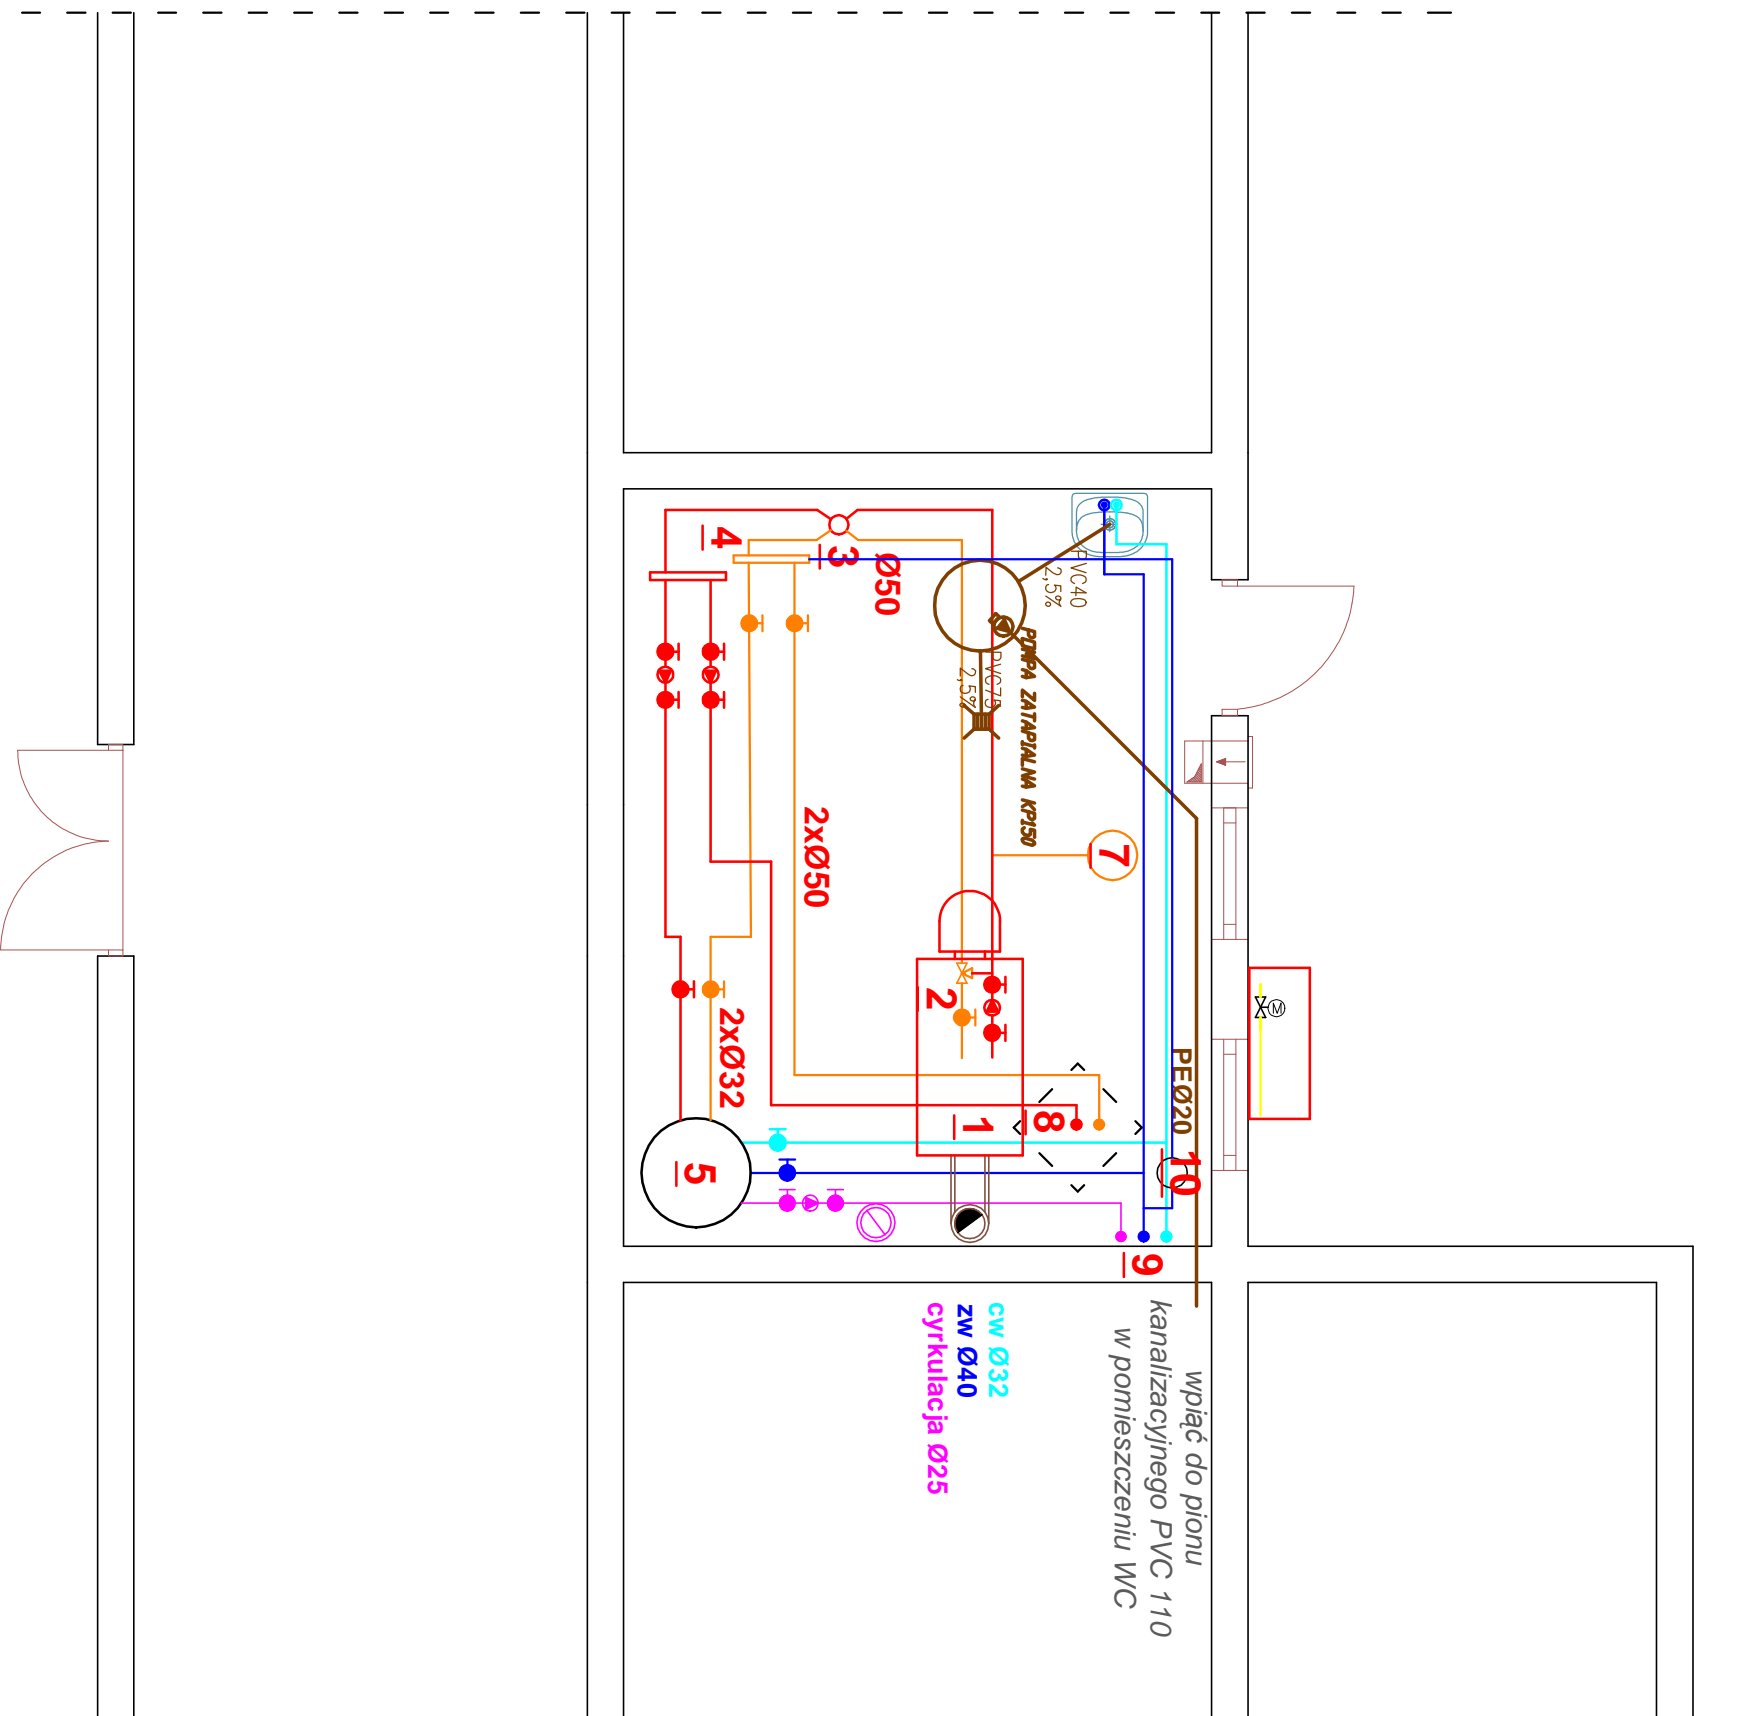 4
3
Ø50
PVC40
2,5%
POMPA ZATAPIALNA KP150
PVC75
2,5%
2xØ50
7
2
M
2xØ32
PEØ20
8
1
10
5
9
cw Ø32
zw Ø40
cyrkulacja Ø25
wpiąć do pionu
kanalizacyjnego PVC 110
w pomieszczeniu WC